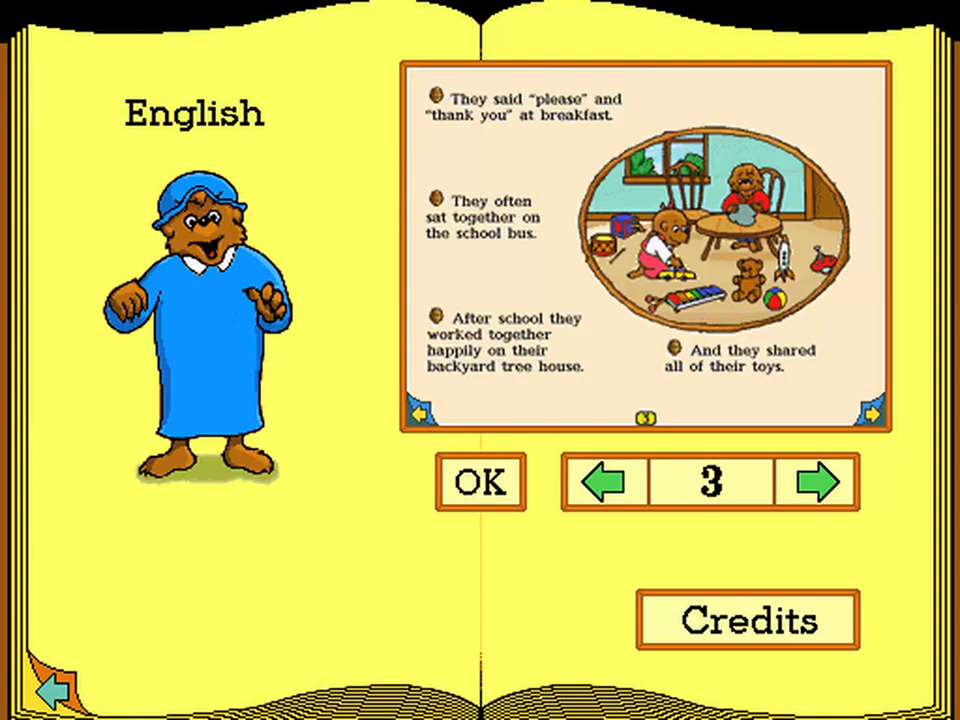 English
They said “please” and
“thank you” at breakfast.
They often
sat together on
the school bus.
After school they
worked together
happily on their
backyard tree house.
And they shared
all of their toys.
3
OK
3
Credits